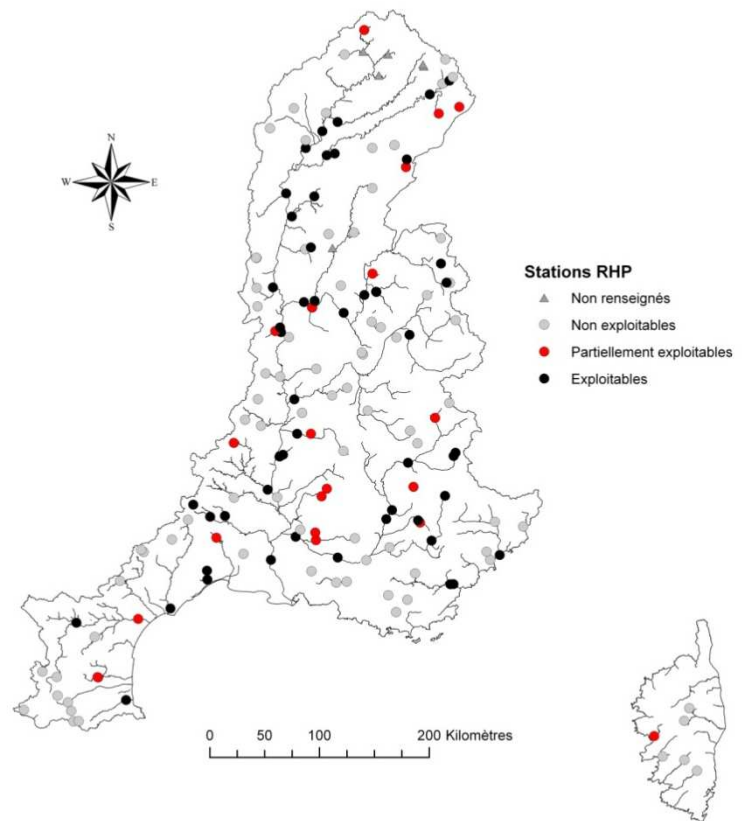 N
W E
S
Stations RHP
Non renseignés
Non exploitables
Partiellement exploitables
Exploitables
0 50 100 200 Kilomètres